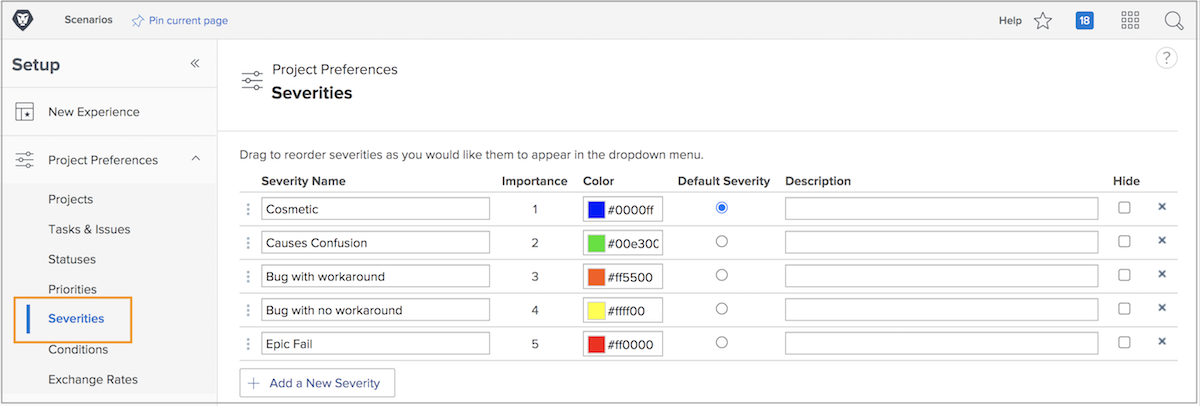 Scenarios Pin current page Help 18
Setup «
?
New Experience
Project Preferences
Projects
Tasks & Issues
Statuses
Priorities
Severities
Conditions
Exchange Rates
Project Preferences
Severities
Drag to reorder severities as you would like them to appear in the dropdown menu.
Severity Name Importance Color Default Severity Description Hide
Cosmetic 1 #0000ff
Causes Confusion 2 #00e300
Bug with workaround 3 #ff5500
Bug with no workaround 4 #ffff00
Epic Fail 5 #ff0000
+ Add a New Severity